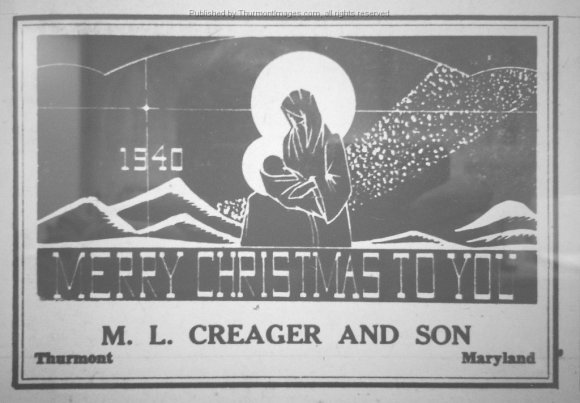 Published by ThurmontImages.com, all rights reserved
1940
MERRY CHRISTMAS TO YOU
M. L. CREAGER AND SON
Thurmont Maryland